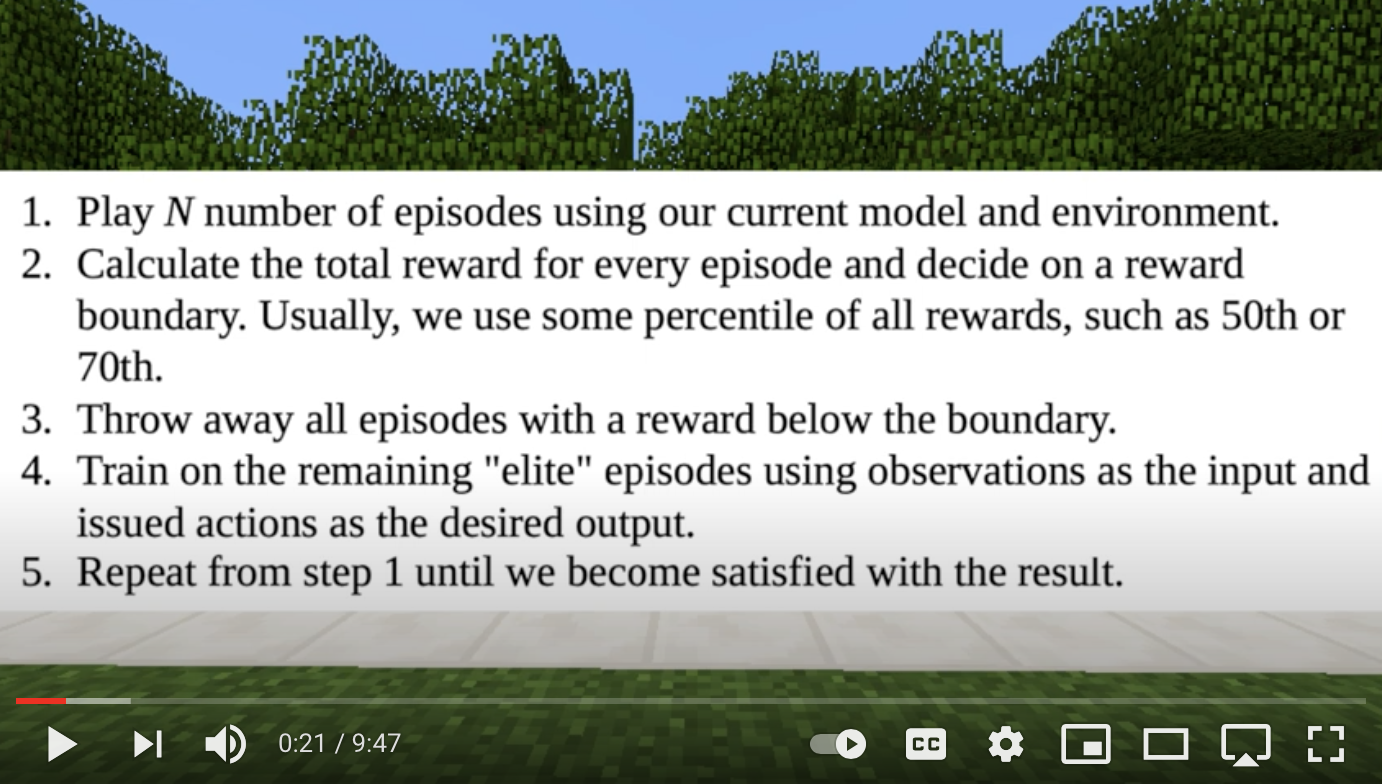 1. Play N number of episodes using our current model and environment.
2. Calculate the total reward for every episode and decide on a reward
boundary. Usually, we use some percentile of all rewards, such as 50th or
70th.
3. Throw away all episodes with a reward below the boundary.
4. Train on the remaining "elite" episodes using observations as the input and
issued actions as the desired output.
5. Repeat from step 1 until we become satisfied with the result.
0:21 / 9:47
CC